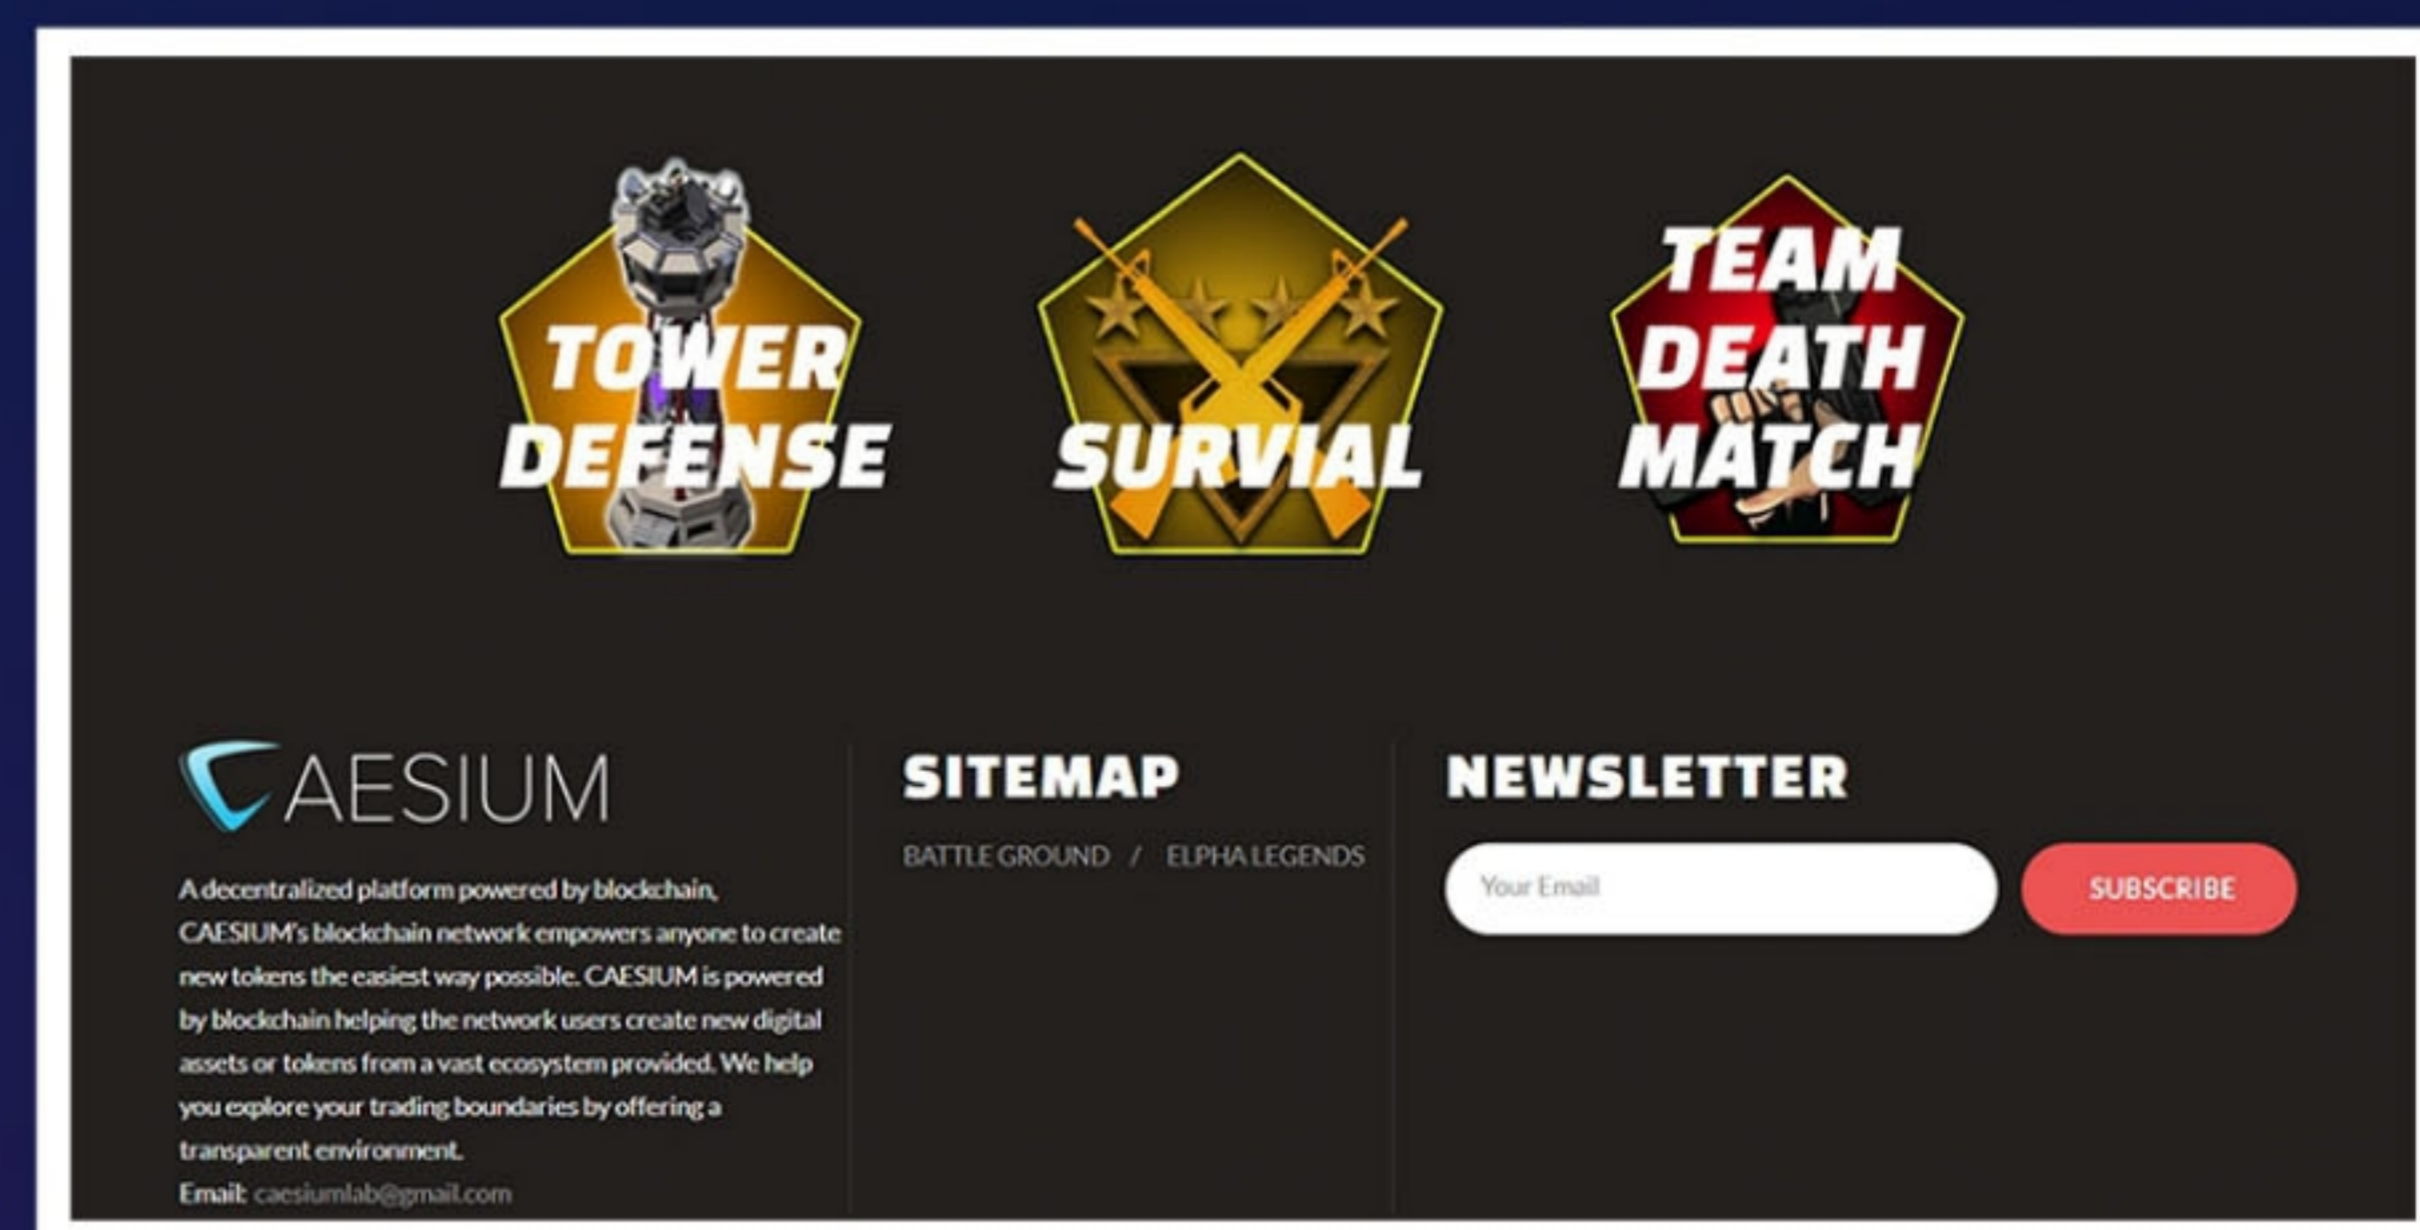 TOWER
DEFENSE
SURVIAL
TEAM
DEATH
MATCH
CAESIUM
A decentralized platform powered by blockchain,
CAESIUM's blockchain network empowers anyone to create
new tokens the easiest way possible. CAESIUM is powered
by blockchain helping the network users create new digital
assets or tokens from a vast ecosystem provided. We help
you explore your trading boundaries by offering a
transparent environment.
Email: caesiumlab@gmail.com
SITEMAP
BATTLE GROUND / ELPHA LEGENDS
NEWSLETTER
Your Email
SUBSCRIBE